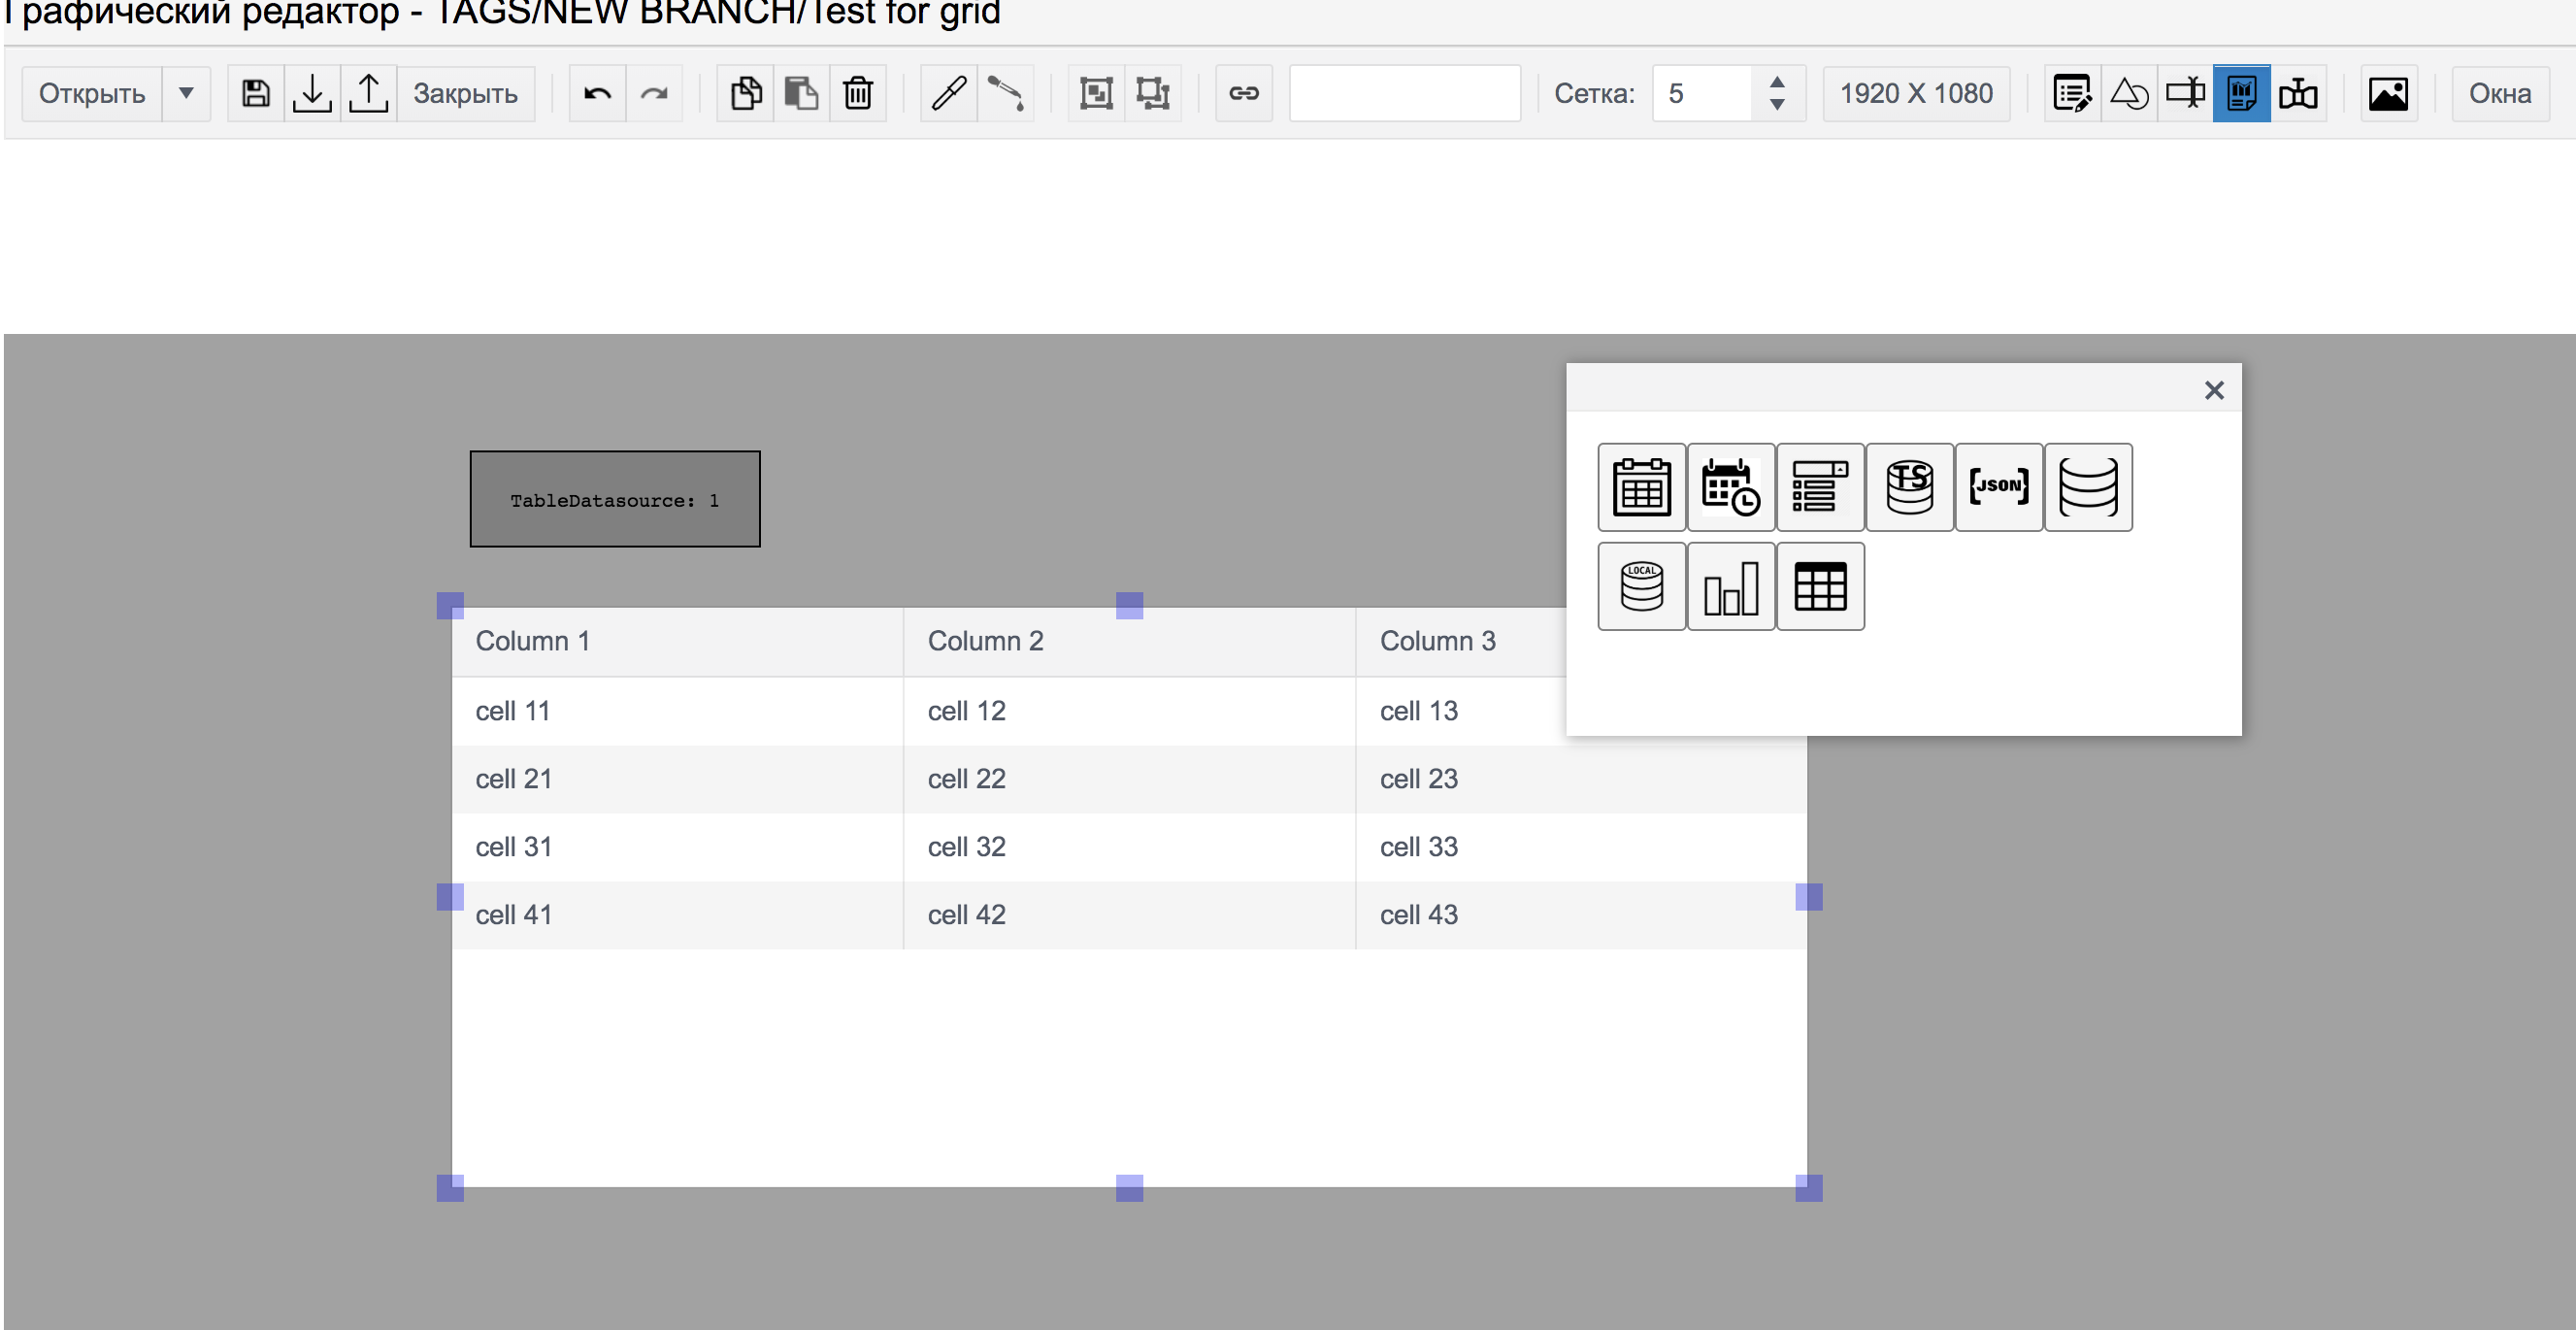 Графический редактор - TAGS/NEW BRANCH/Test for grid
Открыть Закрыть Сетка: 5 1920 X 1080 Окна
TS {JSON}
TableDatasource: 1
LOCAL
Column 1 Column 2 Column 3
cell 11 cell 12 cell 13
cell 21 cell 22 cell 23
cell 31 cell 32 cell 33
cell 41 cell 42 cell 43